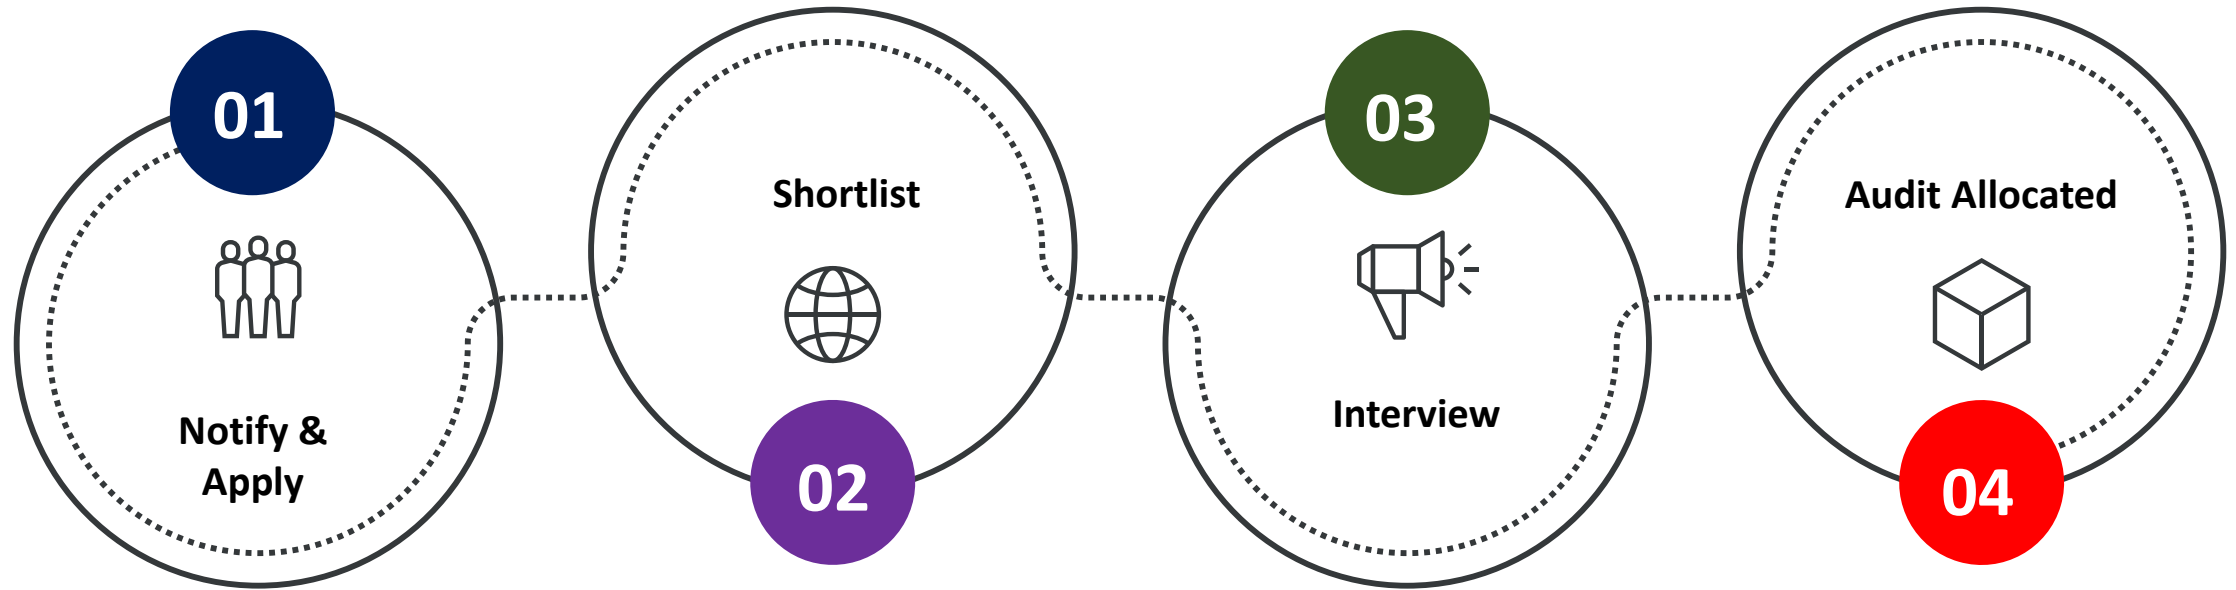 01
Notify &
Apply
Shortlist
02
03
Interview
Audit Allocated
04